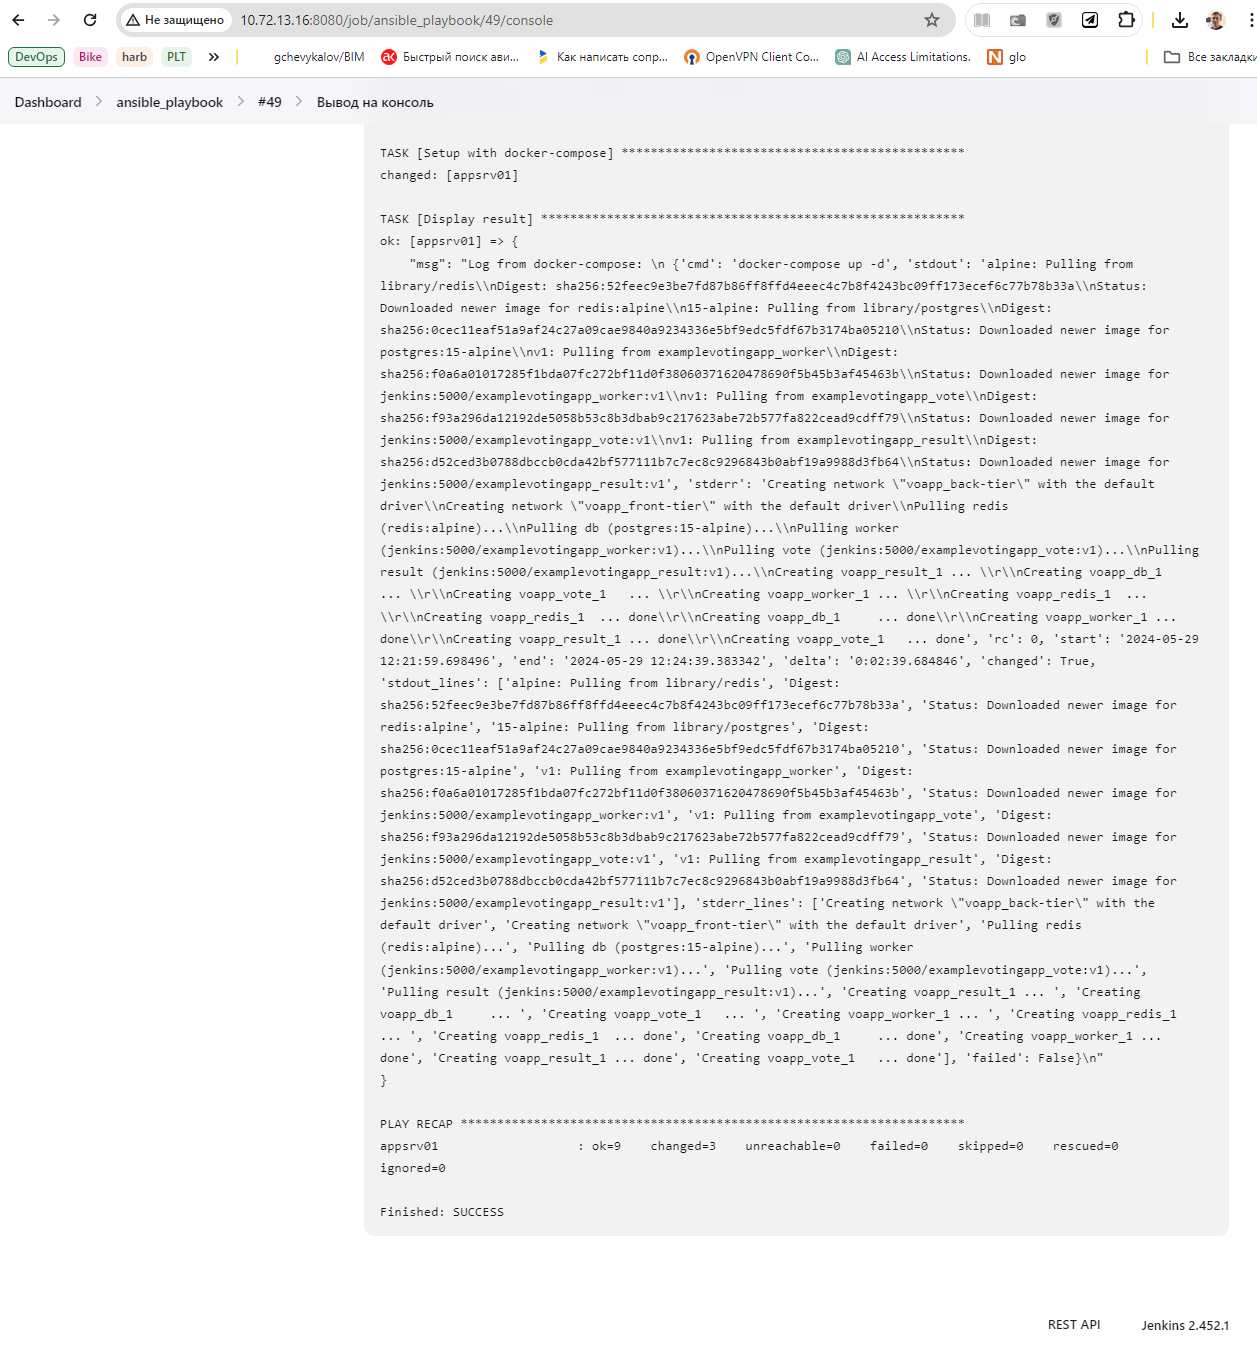 Не защищено 10.72.13.16:8080/job/ansible_playbook/49/console
DevOps Bike harb PLT » gchevykalov/BIM Быстрый поиск ави... Как написать сопр... OpenVPN Client Co... AI Access Limitations. glo Все закладки
Dashboard ansible_playbook #49 Вывод на консоль
TASK [Setup with docker-compose] ***********************************************
changed: [appsrv01]
TASK [Display result] **********************************************************
ok: [appsrv01] => {
"msg": "Log from docker-compose: \n {'cmd': 'docker-compose up -d', 'stdout': 'alpine: Pulling from
library/redis\\nDigest: sha256:52feec9e3be7fd87b86ff8ffd4eeec4c7b8f4243bc09ff173ecef6c77b78b33a\\nStatus:
Downloaded newer image for redis:alpine\\n15-alpine: Pulling from library/postgres\\nDigest:
sha256:0cec11eaf51a9af24c27a09cae9840a9234336e5bf9edc5fdf67b3174ba05210\\nStatus: Downloaded newer image for
postgres:15-alpine\\nv1: Pulling from examplevotingapp_worker\\nDigest:
sha256:f0a6a01017285f1bda07fc272bf11d0f38060371620478690f5b45b3af45463b\\nStatus: Downloaded newer image for
jenkins:5000/examplevotingapp_worker:v1\\nv1: Pulling from examplevotingapp_vote\\nDigest:
sha256:f93a296da12192de5058b53c8b3dbab9c217623abe72b577fa822cead9cdff79\\nStatus: Downloaded newer image for
jenkins:5000/examplevotingapp_vote:v1\\nv1: Pulling from examplevotingapp_result\\nDigest:
sha256:d52ced3b0788dbccb0cda42bf577111b7c7ec8c9296843b0abf19a9988d3fb64\\nStatus: Downloaded newer image for
jenkins:5000/examplevotingapp_result:v1', 'stderr': 'Creating network \"voapp_back-tier\" with the default
driver\\nCreating network \"voapp_front-tier\" with the default driver\\nPulling redis
(redis:alpine)...\\nPulling db (postgres:15-alpine)...\\nPulling worker
(jenkins:5000/examplevotingapp_worker:v1)...\\nPulling vote (jenkins:5000/examplevotingapp_vote:v1)...\\nPulling
result (jenkins:5000/examplevotingapp_result:v1)...\\nCreating voapp_result_1 ... \\r\\nCreating voapp_db_1
... \\r\\nCreating voapp_vote_1   ... \\r\\nCreating voapp_worker_1 ... \\r\\nCreating voapp_redis_1  ...
\\r\\nCreating voapp_redis_1  ... done\\r\\nCreating voapp_db_1     ... done\\r\\nCreating voapp_worker_1 ...
done\\r\\nCreating voapp_result_1 ... done\\r\\nCreating voapp_vote_1   ... done', 'rc': 0, 'start': '2024-05-29
12:21:59.698496', 'end': '2024-05-29 12:24:39.383342', 'delta': '0:02:39.684846', 'changed': True,
'stdout_lines': ['alpine: Pulling from library/redis', 'Digest:
sha256:52feec9e3be7fd87b86ff8ffd4eeec4c7b8f4243bc09ff173ecef6c77b78b33a', 'Status: Downloaded newer image for
redis:alpine', '15-alpine: Pulling from library/postgres', 'Digest:
sha256:0cec11eaf51a9af24c27a09cae9840a9234336e5bf9edc5fdf67b3174ba05210', 'Status: Downloaded newer image for
postgres:15-alpine', 'v1: Pulling from examplevotingapp_worker', 'Digest:
sha256:f0a6a01017285f1bda07fc272bf11d0f38060371620478690f5b45b3af45463b', 'Status: Downloaded newer image for
jenkins:5000/examplevotingapp_worker:v1', 'v1: Pulling from examplevotingapp_vote', 'Digest:
sha256:f93a296da12192de5058b53c8b3dbab9c217623abe72b577fa822cead9cdff79', 'Status: Downloaded newer image for
jenkins:5000/examplevotingapp_vote:v1', 'v1: Pulling from examplevotingapp_result', 'Digest:
sha256:d52ced3b0788dbccb0cda42bf577111b7c7ec8c9296843b0abf19a9988d3fb64', 'Status: Downloaded newer image for
jenkins:5000/examplevotingapp_result:v1'], 'stderr_lines': ['Creating network \"voapp_back-tier\" with the
default driver', 'Creating network \"voapp_front-tier\" with the default driver', 'Pulling redis
(redis:alpine)...', 'Pulling db (postgres:15-alpine)...', 'Pulling worker
(jenkins:5000/examplevotingapp_worker:v1)...', 'Pulling vote (jenkins:5000/examplevotingapp_vote:v1)...',
'Pulling result (jenkins:5000/examplevotingapp_result:v1)...', 'Creating voapp_result_1 ... ', 'Creating
voapp_db_1     ... ', 'Creating voapp_vote_1   ... ', 'Creating voapp_worker_1 ... ', 'Creating voapp_redis_1
... ', 'Creating voapp_redis_1  ... done', 'Creating voapp_db_1     ... done', 'Creating voapp_worker_1 ...
done', 'Creating voapp_result_1 ... done', 'Creating voapp_vote_1   ... done'], 'failed': False}\n"
}
PLAY RECAP *********************************************************************
appsrv01                   : ok=9    changed=3    unreachable=0    failed=0    skipped=0    rescued=0
ignored=0
Finished: SUCCESS
REST API Jenkins 2.452.1